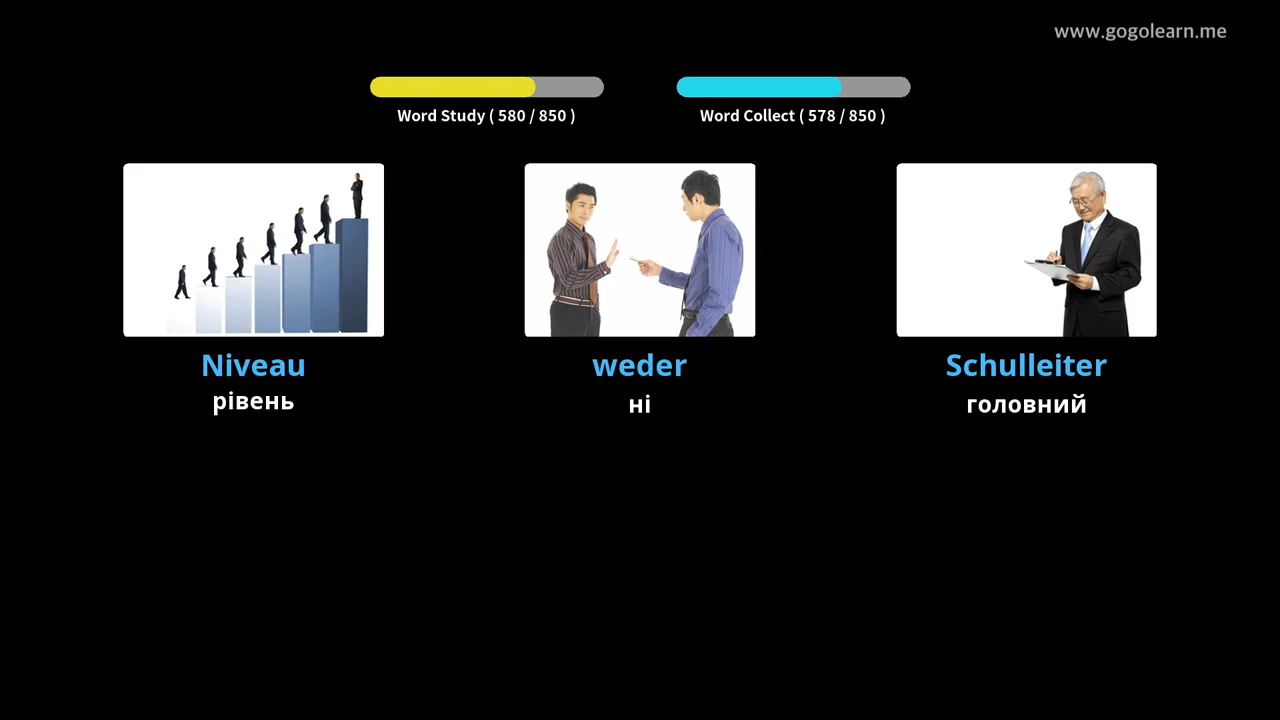 www.gogolearn.me
Word Study ( 580 / 850 )
Word Collect ( 578 / 850 )
Niveau
рівень
weder
ні
Schulleiter
головний